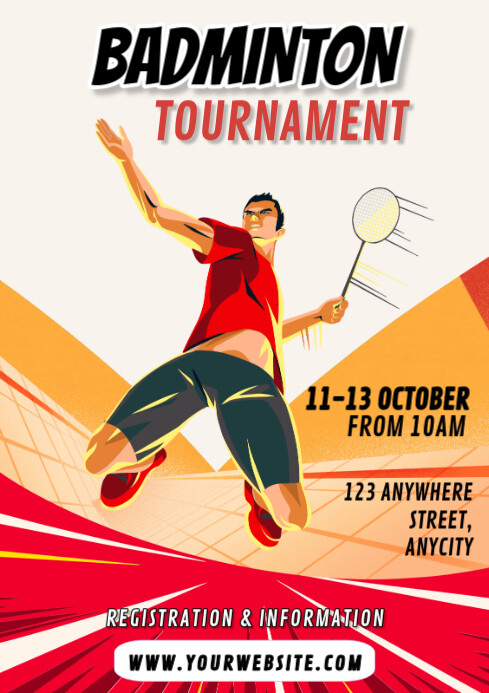 BADMINTON
TOURNAMENT
11-13 OCTOBER
FROM 10AM
123 ANYWHERE
STREET,
ANYCITY
REGISTRATION & INFORMATION
WWW.YOURWEBSITE.COM